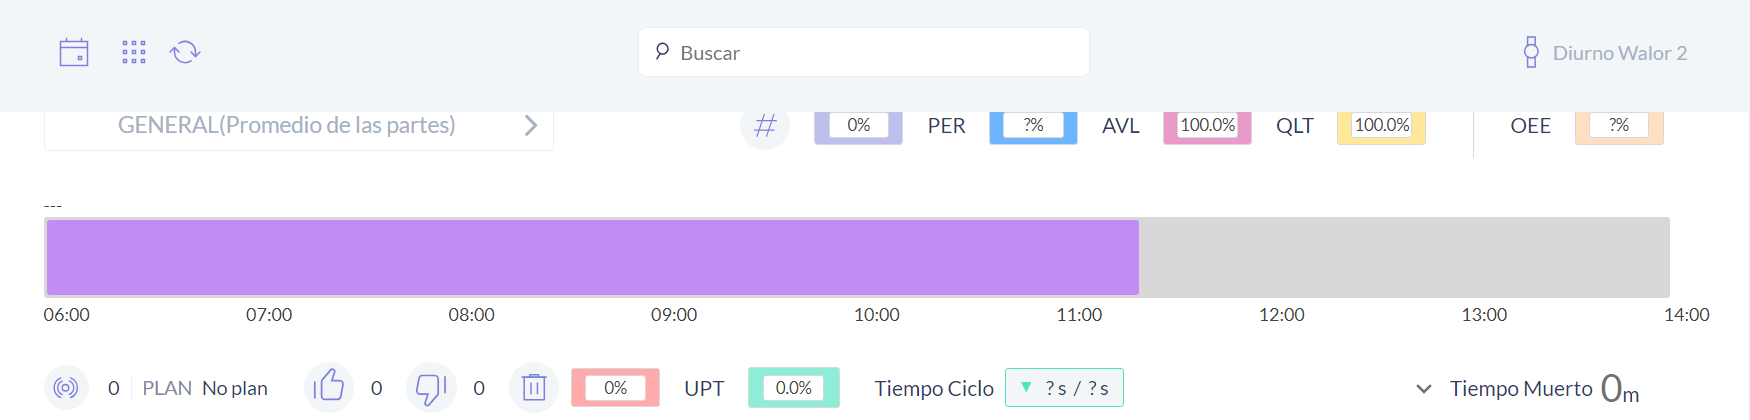 Buscar
Diurno Walor 2
GENERAL(Promedio de las partes)
# 0% PER ?% AVL 100.0% QLT 100.0% OEE ?%
---
06:00 07:00 08:00 09:00 10:00 11:00 12:00 13:00 14:00
0 PLAN No plan 0 0 0% UPT 0.0% Tiempo Ciclo ▼ ? s / ? s Tiempo Muerto 0m